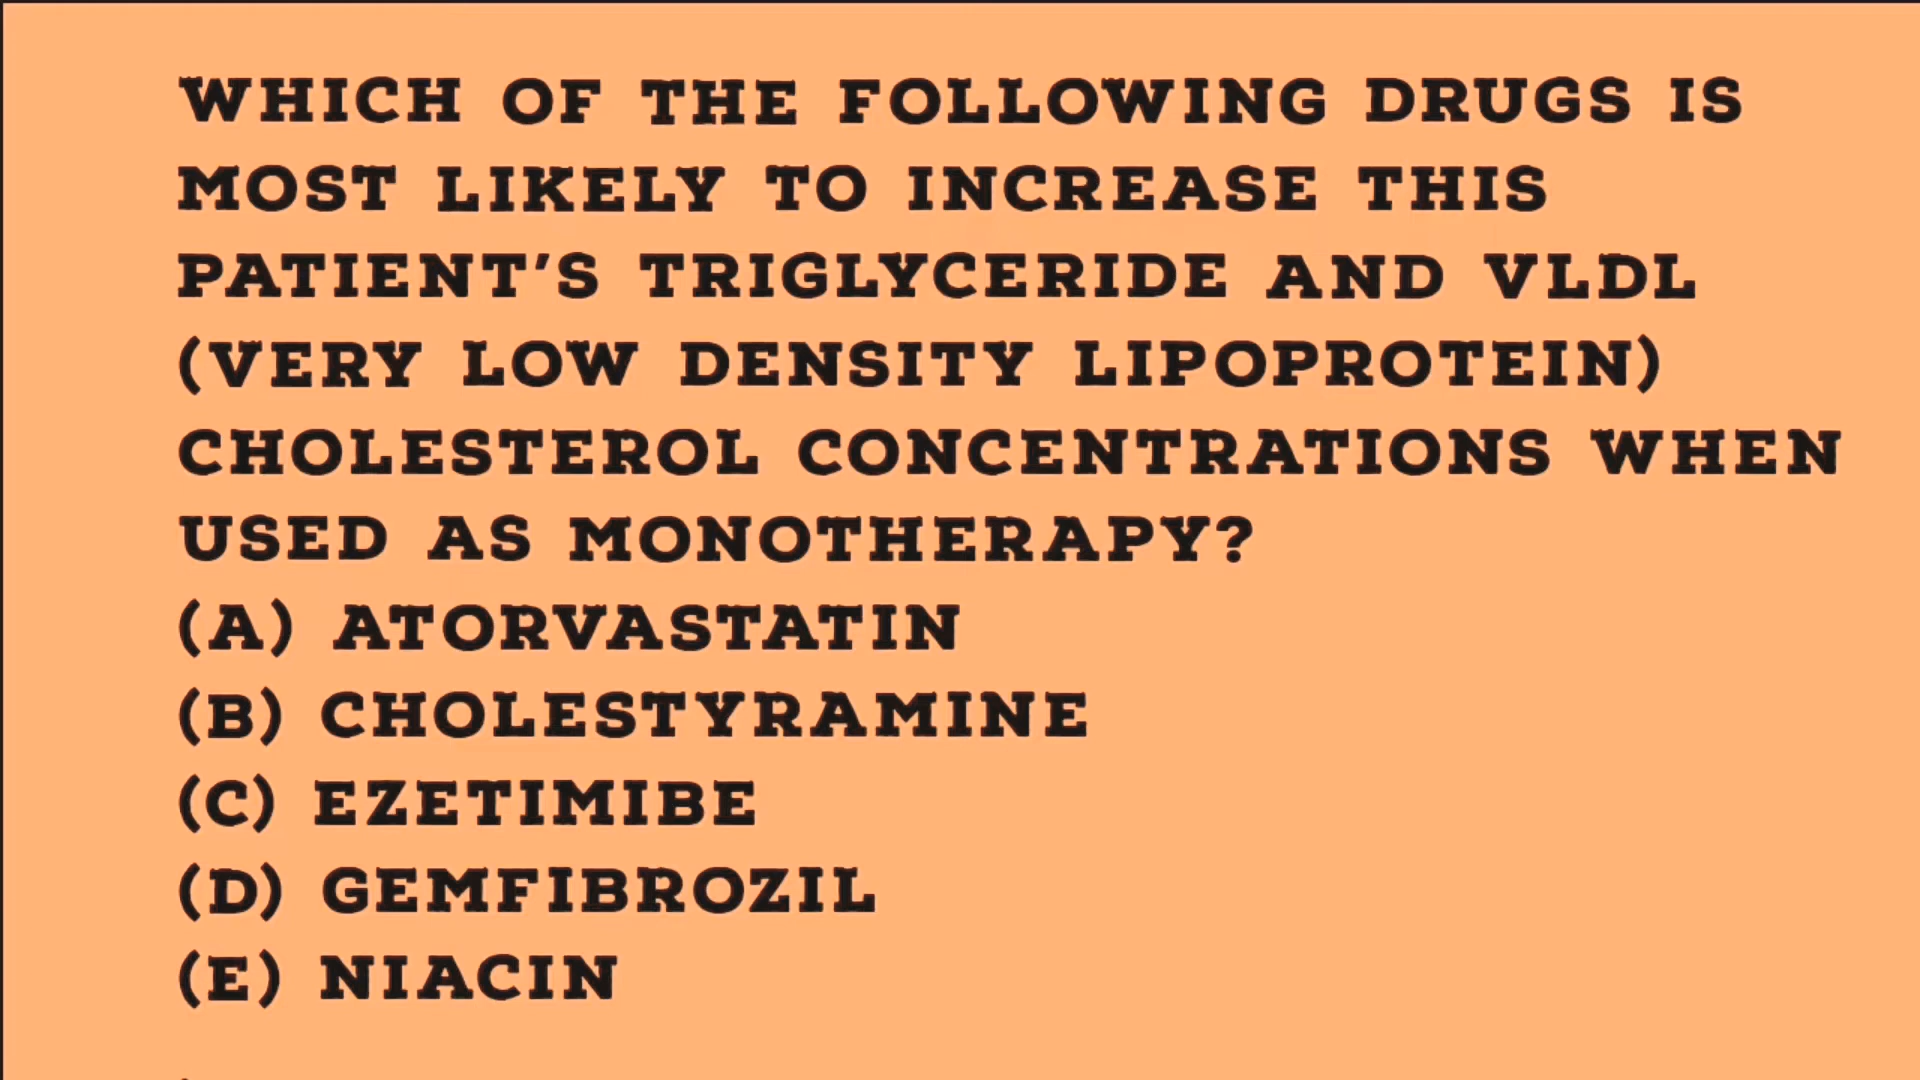 WHICH OF THE FOLLOWING DRUGS IS
MOST LIKELY TO INCREASE THIS
PATIENT'S TRIGLYCERIDE AND VLDL
(VERY LOW DENSITY LIPOPROTEIN)
CHOLESTEROL CONCENTRATIONS WHEN
USED AS MONOTHERAPY?
(A) ATORVASTATIN
(B) CHOLESTYRAMINE
(C) EZETIMIBE
(D) GEMFIBROZIL
(E) NIACIN